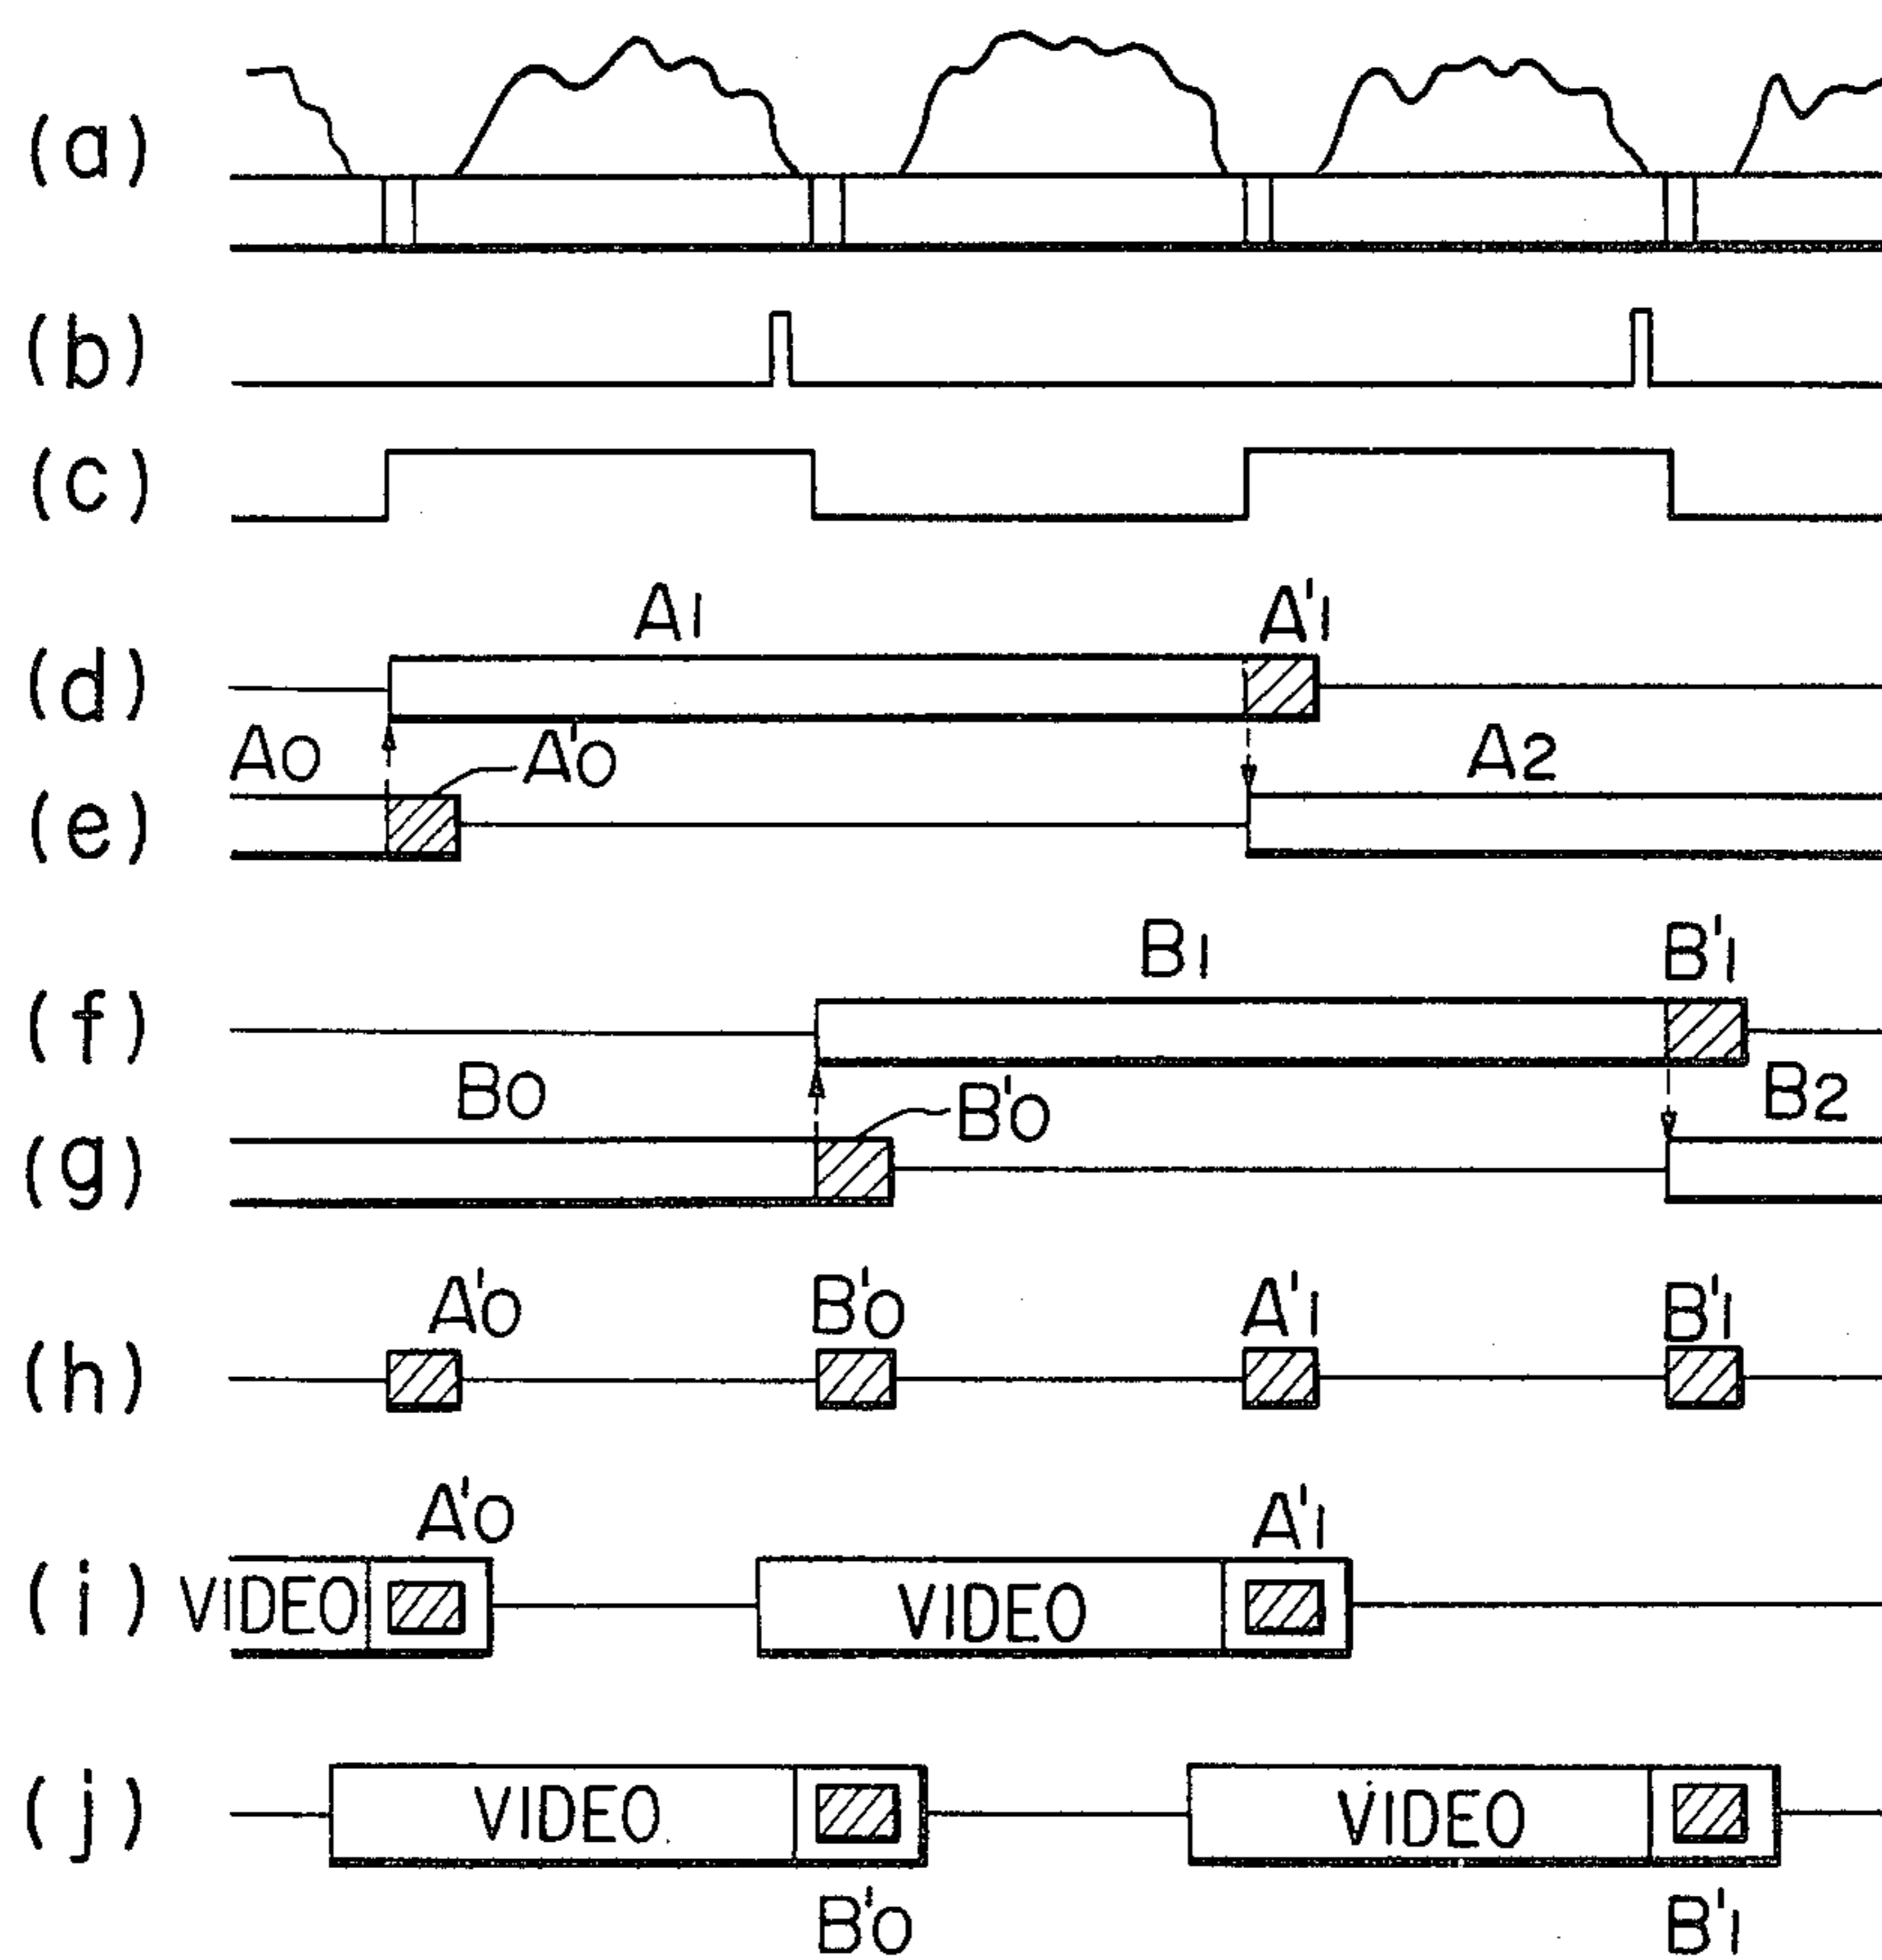 (a)
(b)
(c)
A1 A'1
(d)
A0 A'0 A2
(e)
B1 B'1
(f)
B0 B'0 B2
(g)
A'0 B'0 A'1 B'1
(h)
A'0 A'1
(i) VIDEO VIDEO
(j) VIDEO VIDEO
B'0 B'1